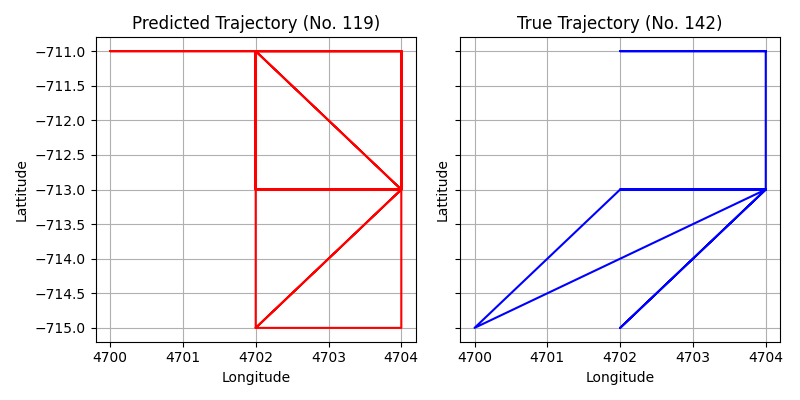 Predicted Trajectory (No. 119)
True Trajectory (No. 142)
−711.0
−711.5
−712.0
−712.5
−713.0
−713.5
−714.0
−714.5
−715.0
Lattitude
Lattitude
4700 4701 4702 4703 4704
4700 4701 4702 4703 4704
Longitude
Longitude